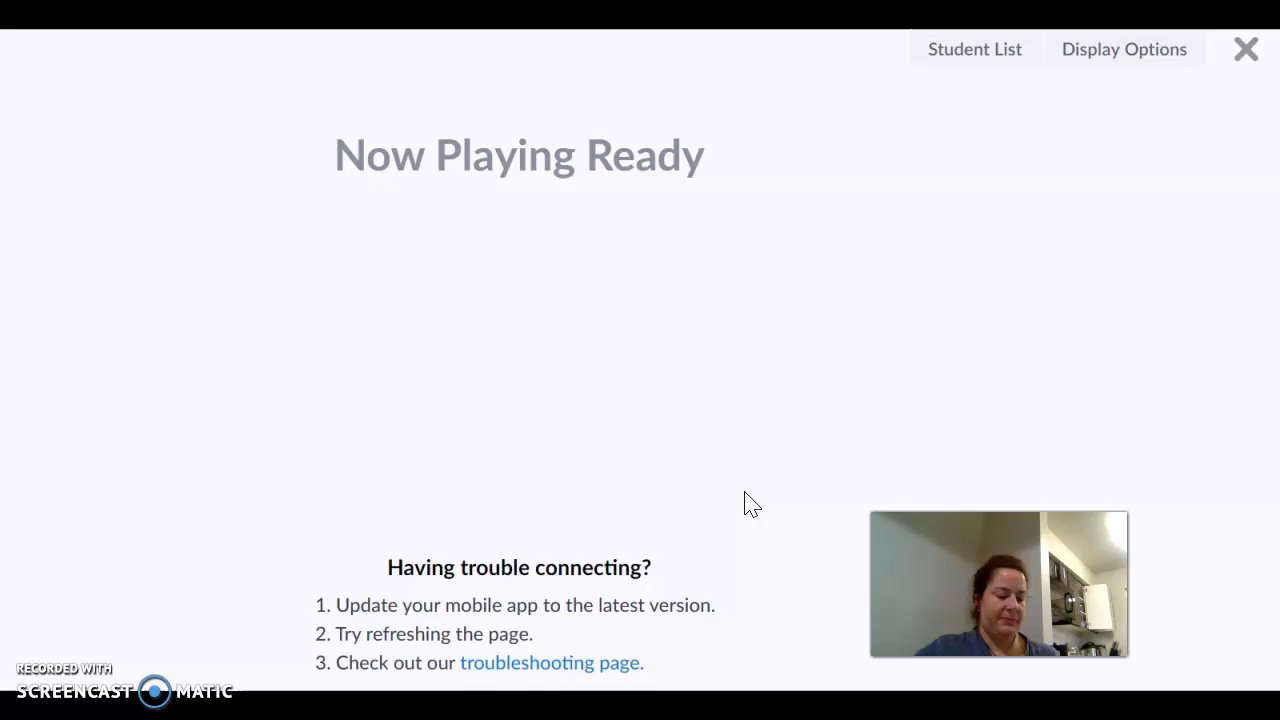 Student List
Display Options
Now Playing Ready
Having trouble connecting?
1. Update your mobile app to the latest version.
2. Try refreshing the page.
3. Check out our troubleshooting page.
RECORDED WITH
SCREENCAST MATIC